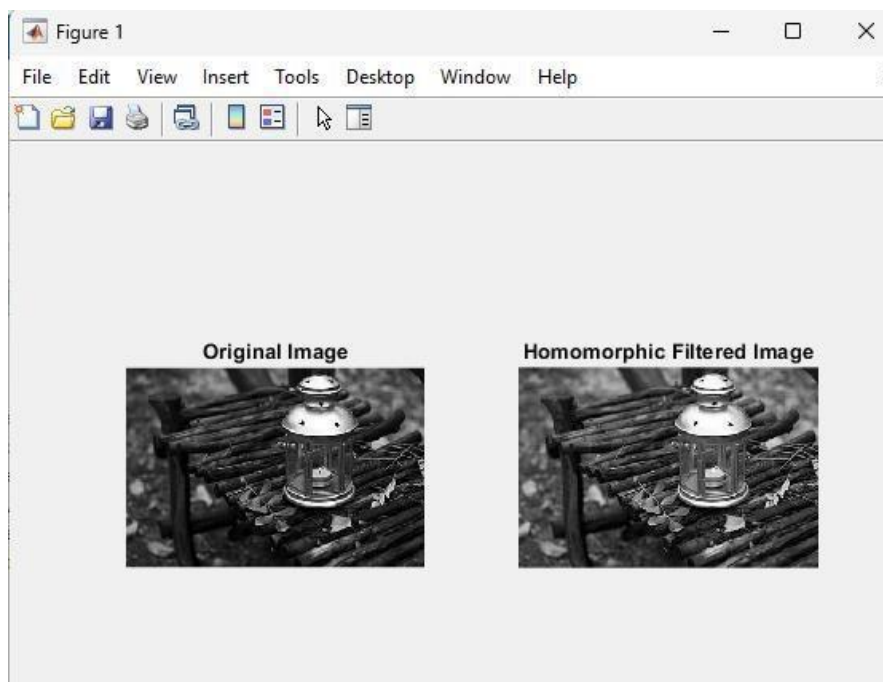 Figure 1
File Edit View Insert Tools Desktop Window Help
Original Image
Homomorphic Filtered Image